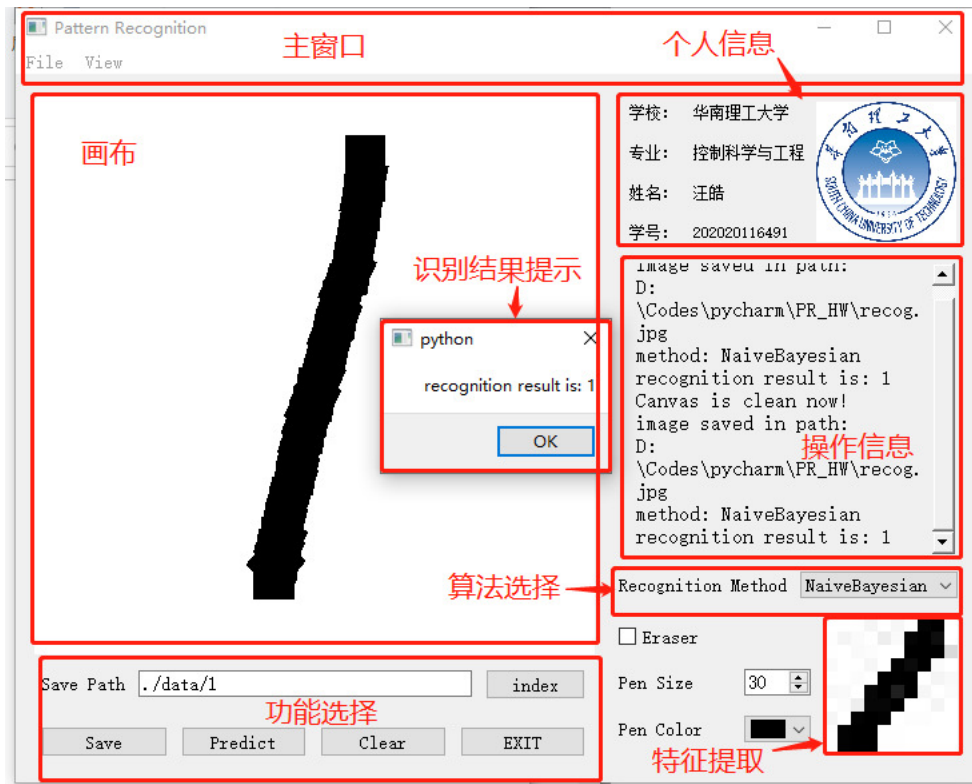 Pattern Recognition
主窗口
个人信息
File View
画布
学校： 华南理工大学
专业： 控制科学与工程
姓名： 汪皓
学号： 202020116491
SOUTH CHINA UNIVERSITY OF TECHNOLOGY
识别结果提示
python
recognition result is: 1
OK
image saved in path:
D:
\Codes\pycharm\PR_HW\recog.
jpg
method: NaiveBayesian
recognition result is: 1
Canvas is clean now!
image saved in path:
D:
\Codes\pycharm\PR_HW\recog.
jpg
method: NaiveBayesian
recognition result is: 1
操作信息
算法选择
Recognition Method NaiveBayesian
Eraser
Pen Size 30
Pen Color
特征提取
Save Path ./data/1 index
功能选择
Save Predict Clear EXIT